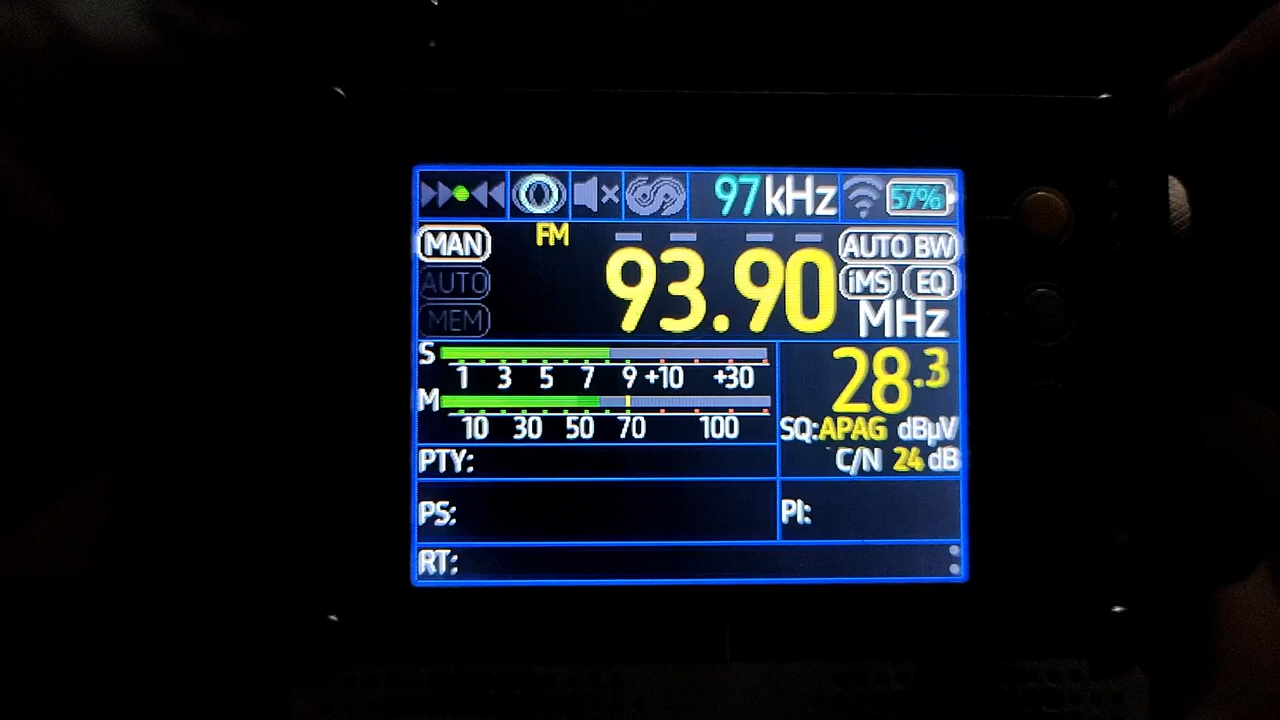 97 kHz 57%
MAN FM AUTO BW
AUTO 93.90 iMS EQ
MEM MHz
S
1 3 5 7 9 +10 +30 28.3
M
10 30 50 70 100 SQ:APAG dBµV
PTY: C/N 24 dB
PS: PI:
RT: